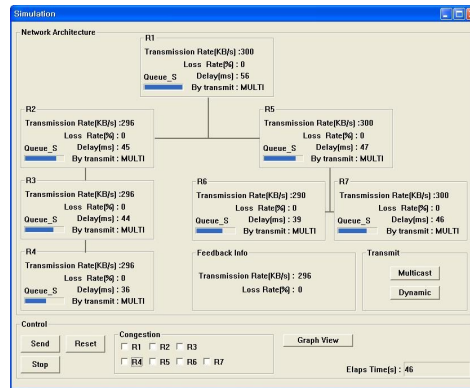 Simulation
Network Architecture
R1
Transmission Rate(KB/s) :300
Loss Rate(%) : 0
Queue_S Delay(ms) : 56
By transmit : MULTI
R2
Transmission Rate(KB/s) :296
Loss Rate(%) : 0
Queue_S Delay(ms) : 45
By transmit : MULTI
R5
Transmission Rate(KB/s) :300
Loss Rate(%) : 0
Queue_S Delay(ms) : 47
By transmit : MULTI
R3
Transmission Rate(KB/s) :296
Loss Rate(%) : 0
Queue_S Delay(ms) : 44
By transmit : MULTI
R6
Transmission Rate(KB/s) :290
Loss Rate(%) : 0
Queue_S Delay(ms) : 39
By transmit : MULTI
R7
Transmission Rate(KB/s) :300
Loss Rate(%) : 0
Queue_S Delay(ms) : 46
By transmit : MULTI
R4
Transmission Rate(KB/s) :296
Loss Rate(%) : 0
Queue_S Delay(ms) : 36
By transmit : MULTI
Feedback Info
Transmission Rate(KB/s) : 296
Loss Rate(%) : 0
Transmit
Multicast
Dynamic
Control
Send Reset
Stop
Congestion
R1 R2 R3
R4 R5 R6 R7
Graph View
Elaps Time(s) : 46